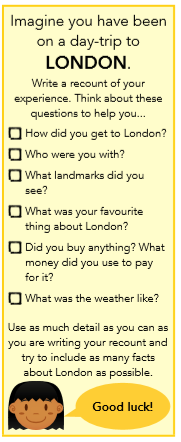 Imagine you have been
on a day-trip to
LONDON.
Write a recount of your
experience. Think about these
questions to help you...
How did you get to London?
Who were you with?
What landmarks did you
see?
What was your favourite
thing about London?
Did you buy anything? What
money did you use to pay
for it?
What was the weather like?
Use as much detail as you can as
you are writing your recount and
try to include as many facts
about London as possible.
Good luck!